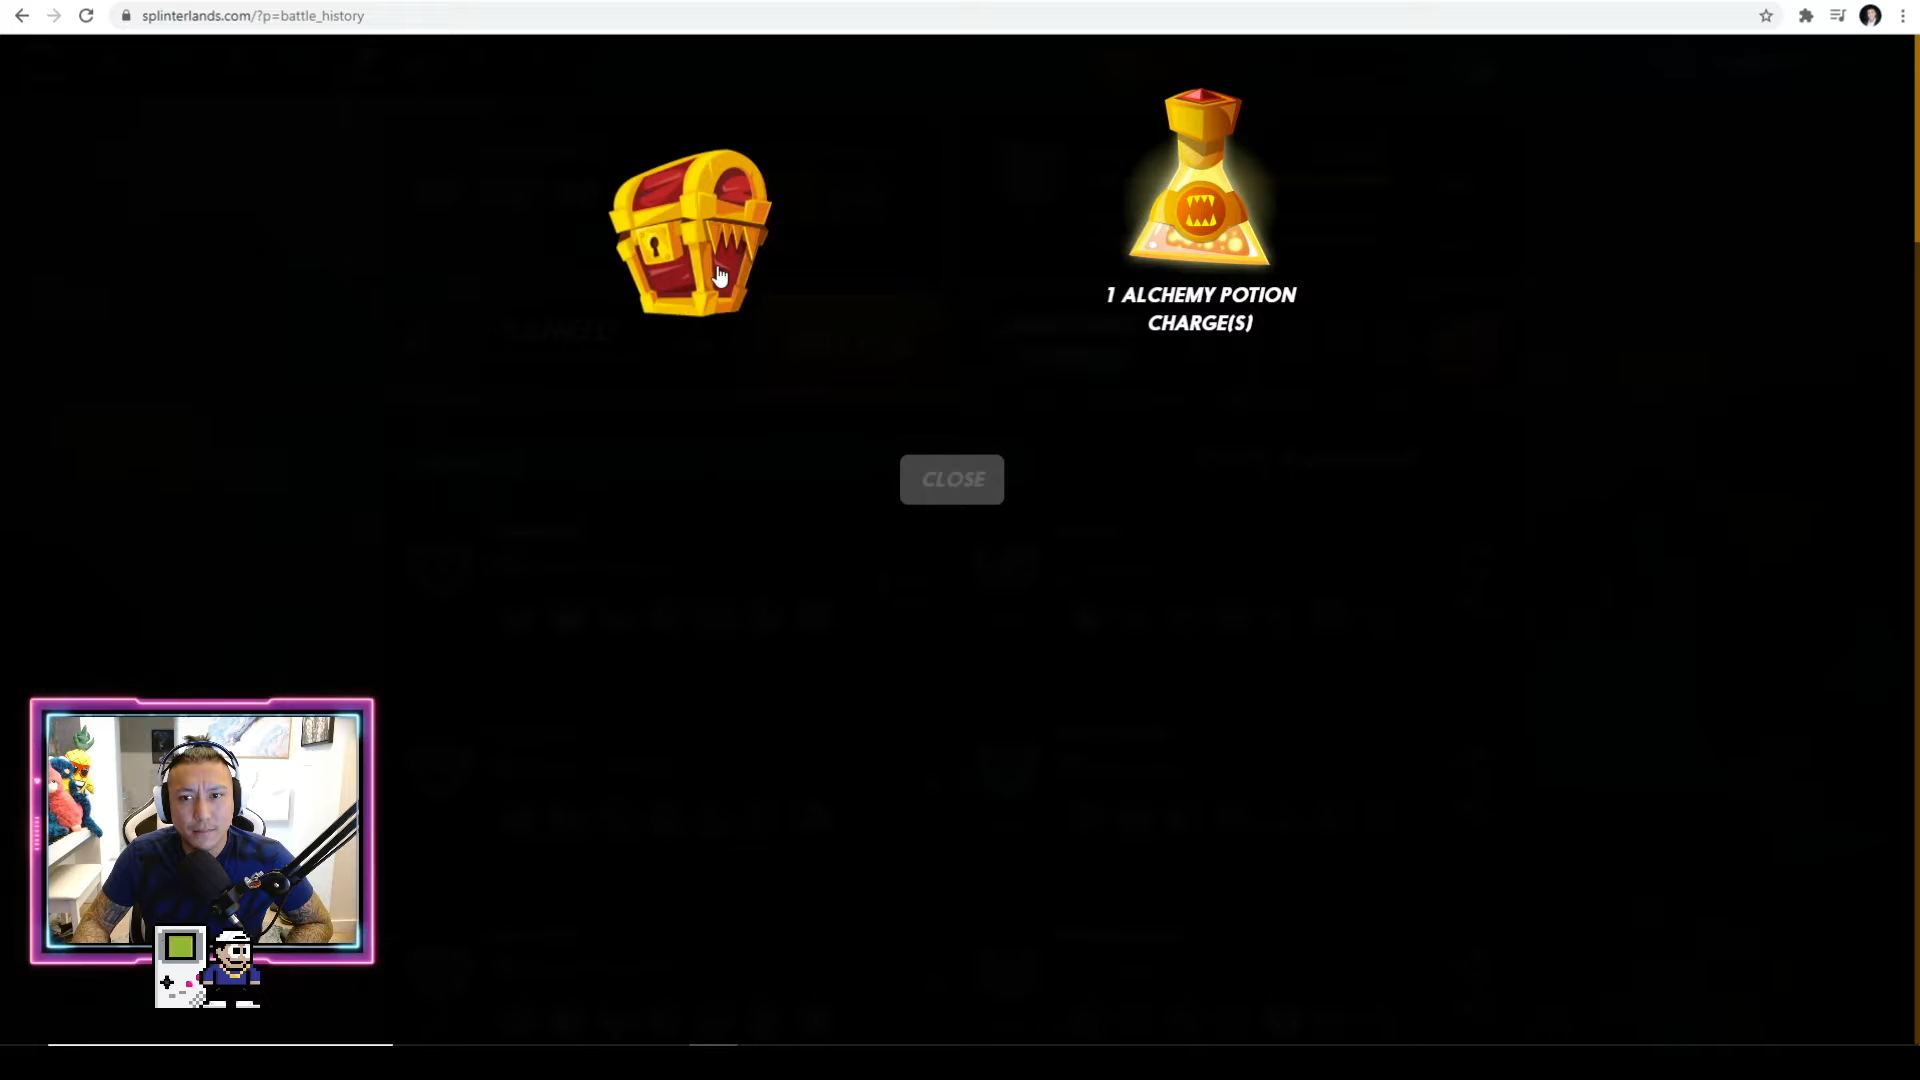 splinterlands.com/?p=battle_history
1 ALCHEMY POTION
CHARGE(S)
CLOSE